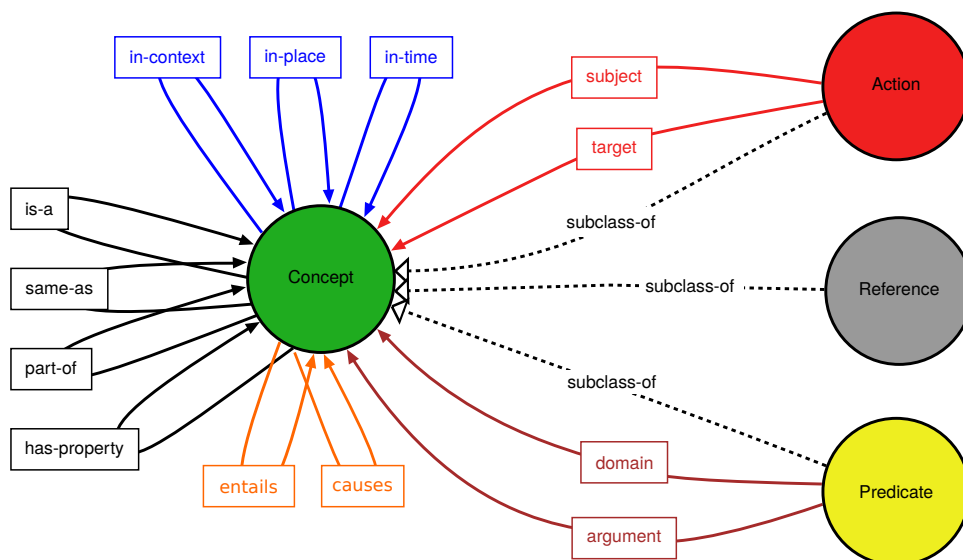 in-context
in-place
in-time
subject
Action
target
is-a
subclass-of
Concept
same-as
subclass-of
Reference
part-of
subclass-of
has-property
domain
entails
causes
Predicate
argument